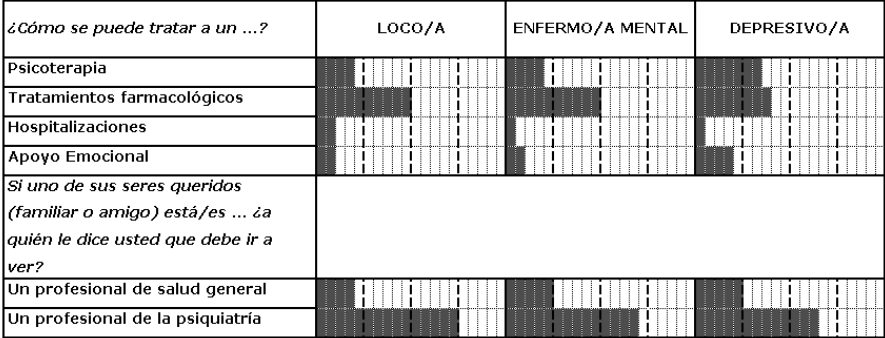 ¿Cómo se puede tratar a un ...?
LOCO/A
ENFERMO/A MENTAL
DEPRESIVO/A
Psicoterapia
Tratamientos farmacológicos
Hospitalizaciones
Apoyo Emocional
Si uno de sus seres queridos
(familiar o amigo) está/es ... ¿a
quién le dice usted que debe ir a
ver?
Un profesional de salud general
Un profesional de la psiquiatría